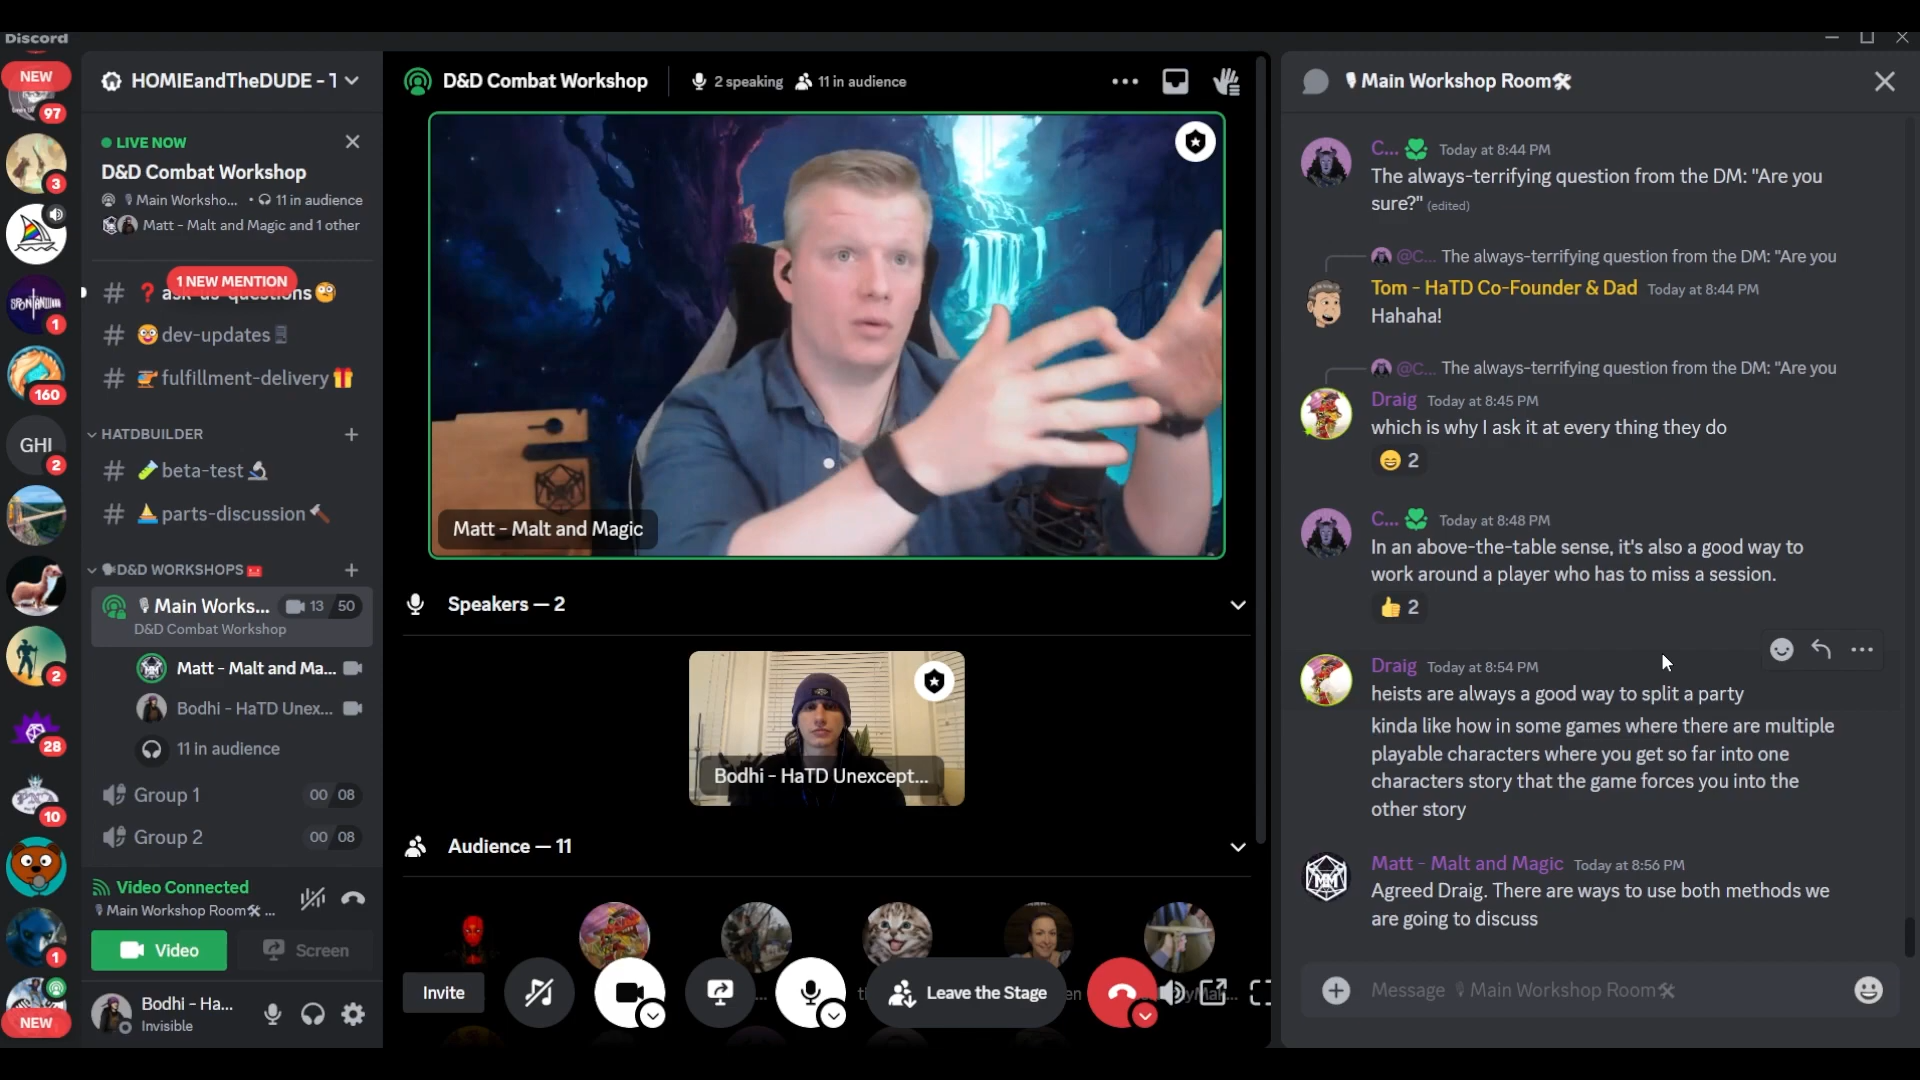 Discord
NEW
97
3
1
160
GHI
2
2
28
10
1
NEW
HOMIEandTheDUDE - T
LIVE NOW
D&D Combat Workshop
Main Worksho... • 11 in audience
Matt - Malt and Magic and 1 other
1 NEW MENTION
# ask-us-questions
# dev-updates
# fulfillment-delivery
HATDBUILDER
# beta-test
# parts-discussion
D&D WORKSHOPS
Main Works... 13 50
D&D Combat Workshop
Matt - Malt and Ma...
Bodhi - HaTD Unex...
11 in audience
Group 1 00 08
Group 2 00 08
Video Connected
Main Workshop Room ...
Video
Screen
Bodhi - Ha...
Invisible
D&D Combat Workshop
2 speaking 11 in audience
Matt - Malt and Magic
Speakers — 2
Bodhi - HaTD Unexcept...
Audience — 11
Invite
Leave the Stage
Main Workshop Room
C... Today at 8:44 PM
The always-terrifying question from the DM: "Are you
sure?" (edited)
@C... The always-terrifying question from the DM: "Are you
Tom - HaTD Co-Founder & Dad Today at 8:44 PM
Hahaha!
@C... The always-terrifying question from the DM: "Are you
Draig Today at 8:45 PM
which is why I ask it at every thing they do
2
C... Today at 8:48 PM
In an above-the-table sense, it's also a good way to
work around a player who has to miss a session.
2
Draig Today at 8:54 PM
heists are always a good way to split a party
kinda like how in some games where there are multiple
playable characters where you get so far into one
characters story that the game forces you into the
other story
Matt - Malt and Magic Today at 8:56 PM
Agreed Draig. There are ways to use both methods we
are going to discuss
Message Main Workshop Room